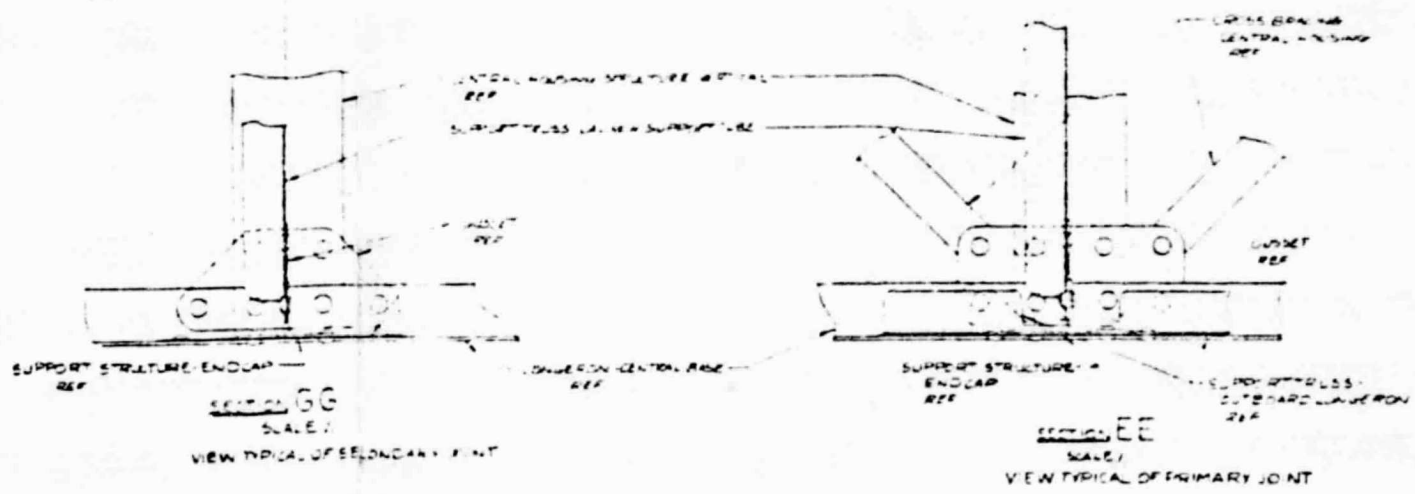 CROSS BRACING
CENTRAL HOUSING
REF
CENTRAL HOUSING STRUCTURE VERTICAL
REF
SUPPORT TRUSS SUPPORT TUBE
GUSSET
REF
GUSSET
REF
SUPPORT STRUCTURE-ENDCAP
REF
LONGERON-CENTRAL BASE
REF
SUPPORT STRUCTURE-
ENDCAP
REF
SUPPORT TRUSS-
OUTBOARD LONGERON
REF
SECTION GG
SCALE
VIEW TYPICAL OF SECONDARY JOINT
SECTION EE
SCALE
VIEW TYPICAL OF PRIMARY JOINT